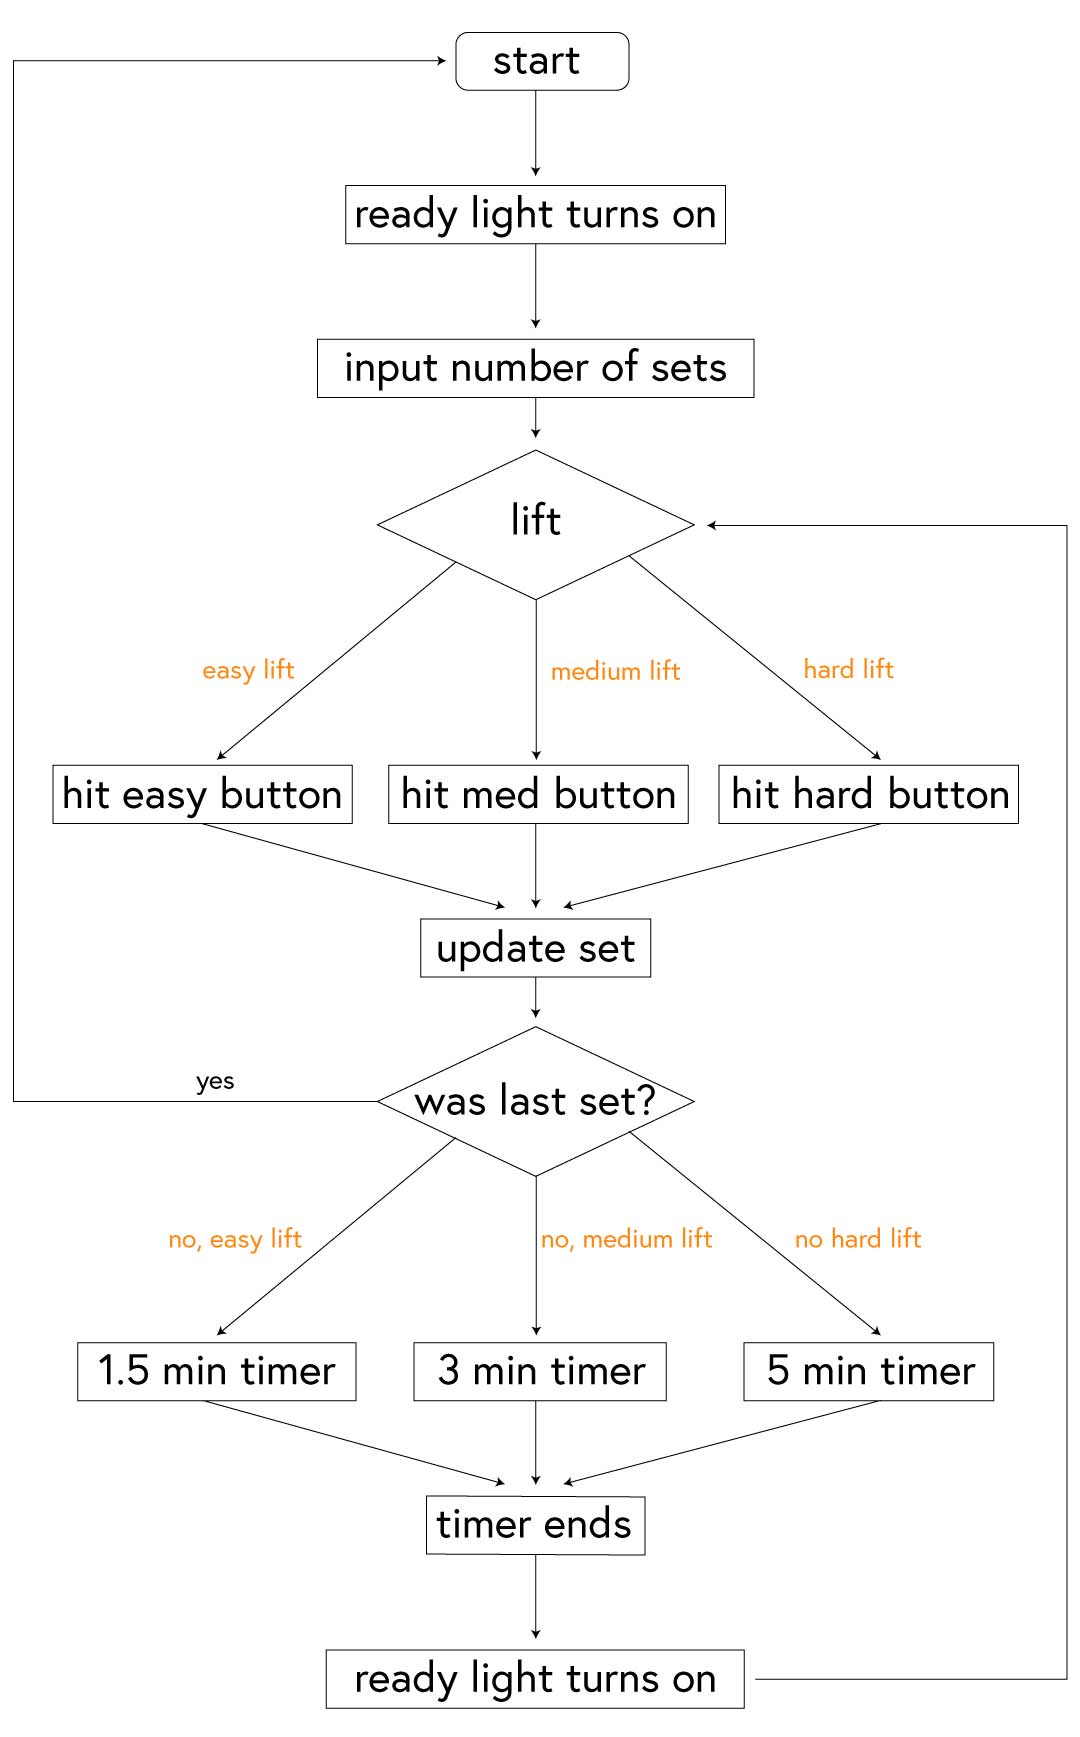 start
ready light turns on
input number of sets
lift
easy lift
medium lift
hard lift
hit easy button
hit med button
hit hard button
update set
was last set?
yes
no, easy lift
no, medium lift
no hard lift
1.5 min timer
3 min timer
5 min timer
timer ends
ready light turns on